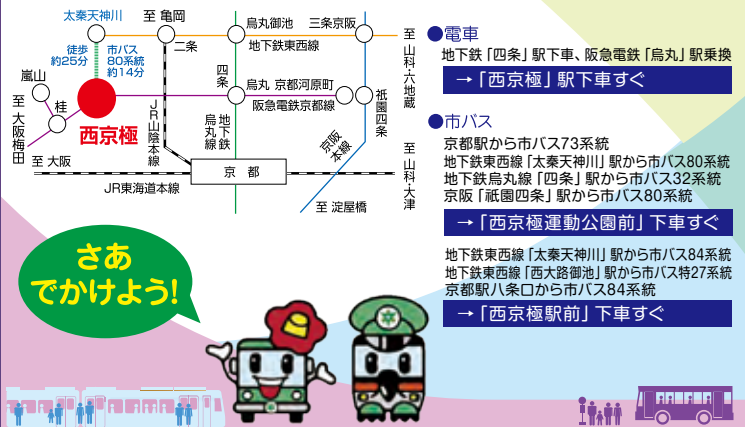 太秦天神川
至 亀岡
烏丸御池
三条京阪
二条
地下鉄東西線
至 山科・六地蔵
徒歩
約25分
市バス
80系統
約14分
嵐山
桂
至 大阪梅田
西京極
JR山陰本線
四条
烏丸
京都河原町
阪急電鉄京都線
祇園四条
地下鉄
烏丸線
京阪
本線
至 大阪
京都
至 山科・大津
JR東海道本線
至 淀屋橋
●電車
地下鉄「四条」駅下車、阪急電鉄「烏丸」駅乗換
→「西京極」駅下車すぐ
●市バス
京都駅から市バス73系統
地下鉄東西線「太秦天神川」駅から市バス80系統
地下鉄烏丸線「四条」駅から市バス32系統
京阪「祇園四条」駅から市バス80系統
→「西京極運動公園前」下車すぐ
地下鉄東西線「太秦天神川」駅から市バス84系統
地下鉄東西線「西大路御池」駅から市バス特27系統
京都駅八条口から市バス84系統
→「西京極駅前」下車すぐ
さあ
でかけよう!